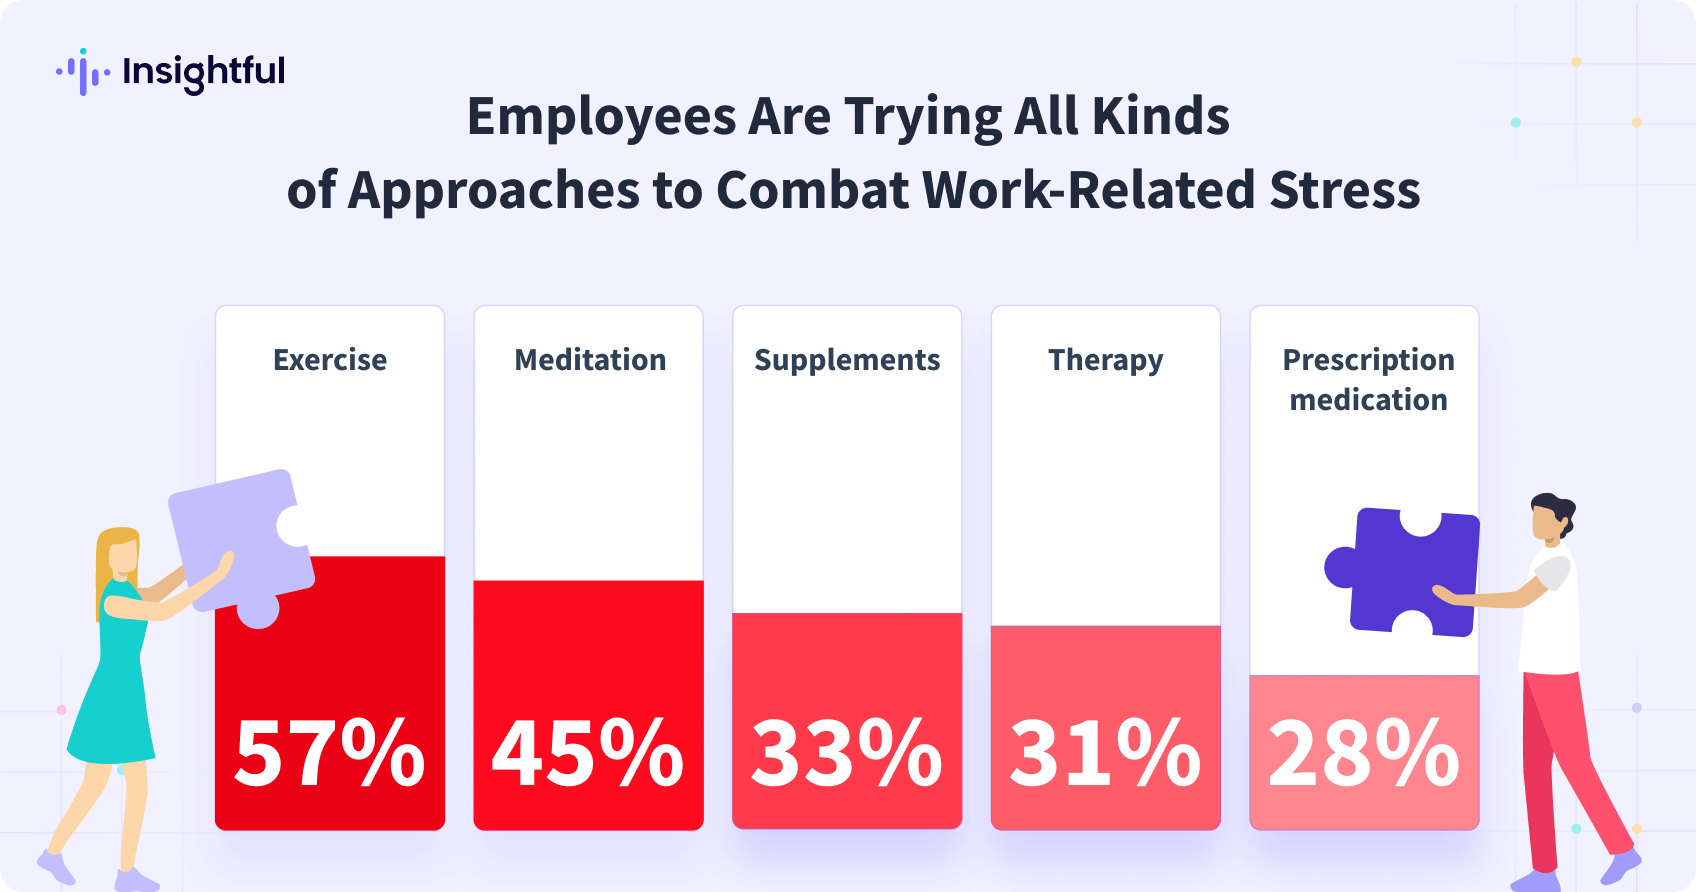 Insightful
Employees Are Trying All Kinds
of Approaches to Combat Work-Related Stress
Exercise
57%
Meditation
45%
Supplements
33%
Therapy
31%
Prescription
medication
28%